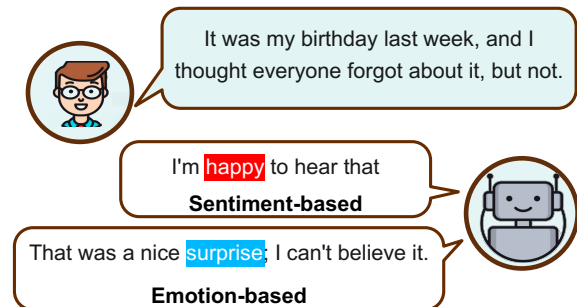 It was my birthday last week, and I
thought everyone forgot about it, but not.
I'm happy to hear that
Sentiment-based
That was a nice surprise; I can't believe it.
Emotion-based